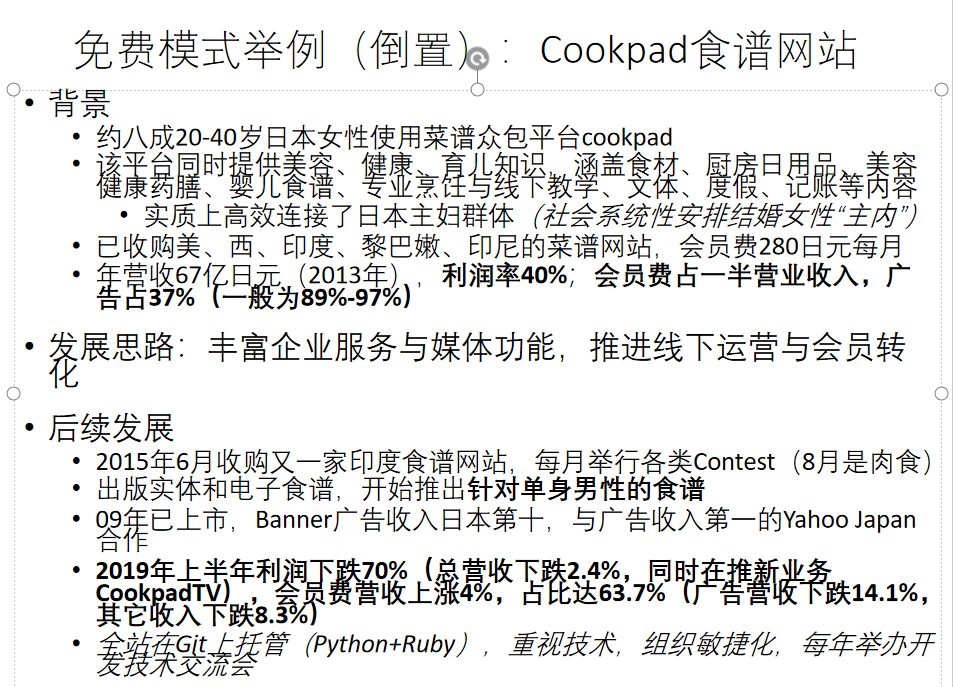 免费模式举例（倒置）：Cookpad食谱网站
• 背景
• 约八成20-40岁日本女性使用菜谱众包平台cookpad
• 该平台同时提供美容、健康、育儿知识，涵盖食材、厨房日用品、美容
健康药膳、婴儿食谱、专业烹饪与线下教学、文体、度假、记账等内容
• 实质上高效连接了日本主妇群体（社会系统性安排结婚女性“主内”）
• 已收购美、西、印度、黎巴嫩、印尼的菜谱网站，会员费280日元每月
• 年营收67亿日元（2013年），利润率40%；会员费占一半营业收入，广
告占37%（一般为89%-97%）
• 发展思路：丰富企业服务与媒体功能，推进线下运营与会员转
化
• 后续发展
• 2015年6月收购又一家印度食谱网站，每月举行各类Contest（8月是肉食）
• 出版实体和电子食谱，开始推出针对单身男性的食谱
• 09年已上市，Banner广告收入日本第十，与广告收入第一的Yahoo Japan
合作
• 2019年上半年利润下跌70%（总营收下跌2.4%，同时在推新业务
CookpadTV），会员费营收上涨4%，占比达63.7%（广告营收下跌14.1%，
其它收入下跌8.3%）
• 全站在Git上托管（Python+Ruby），重视技术，组织敏捷化，每年举办开
发技术交流会